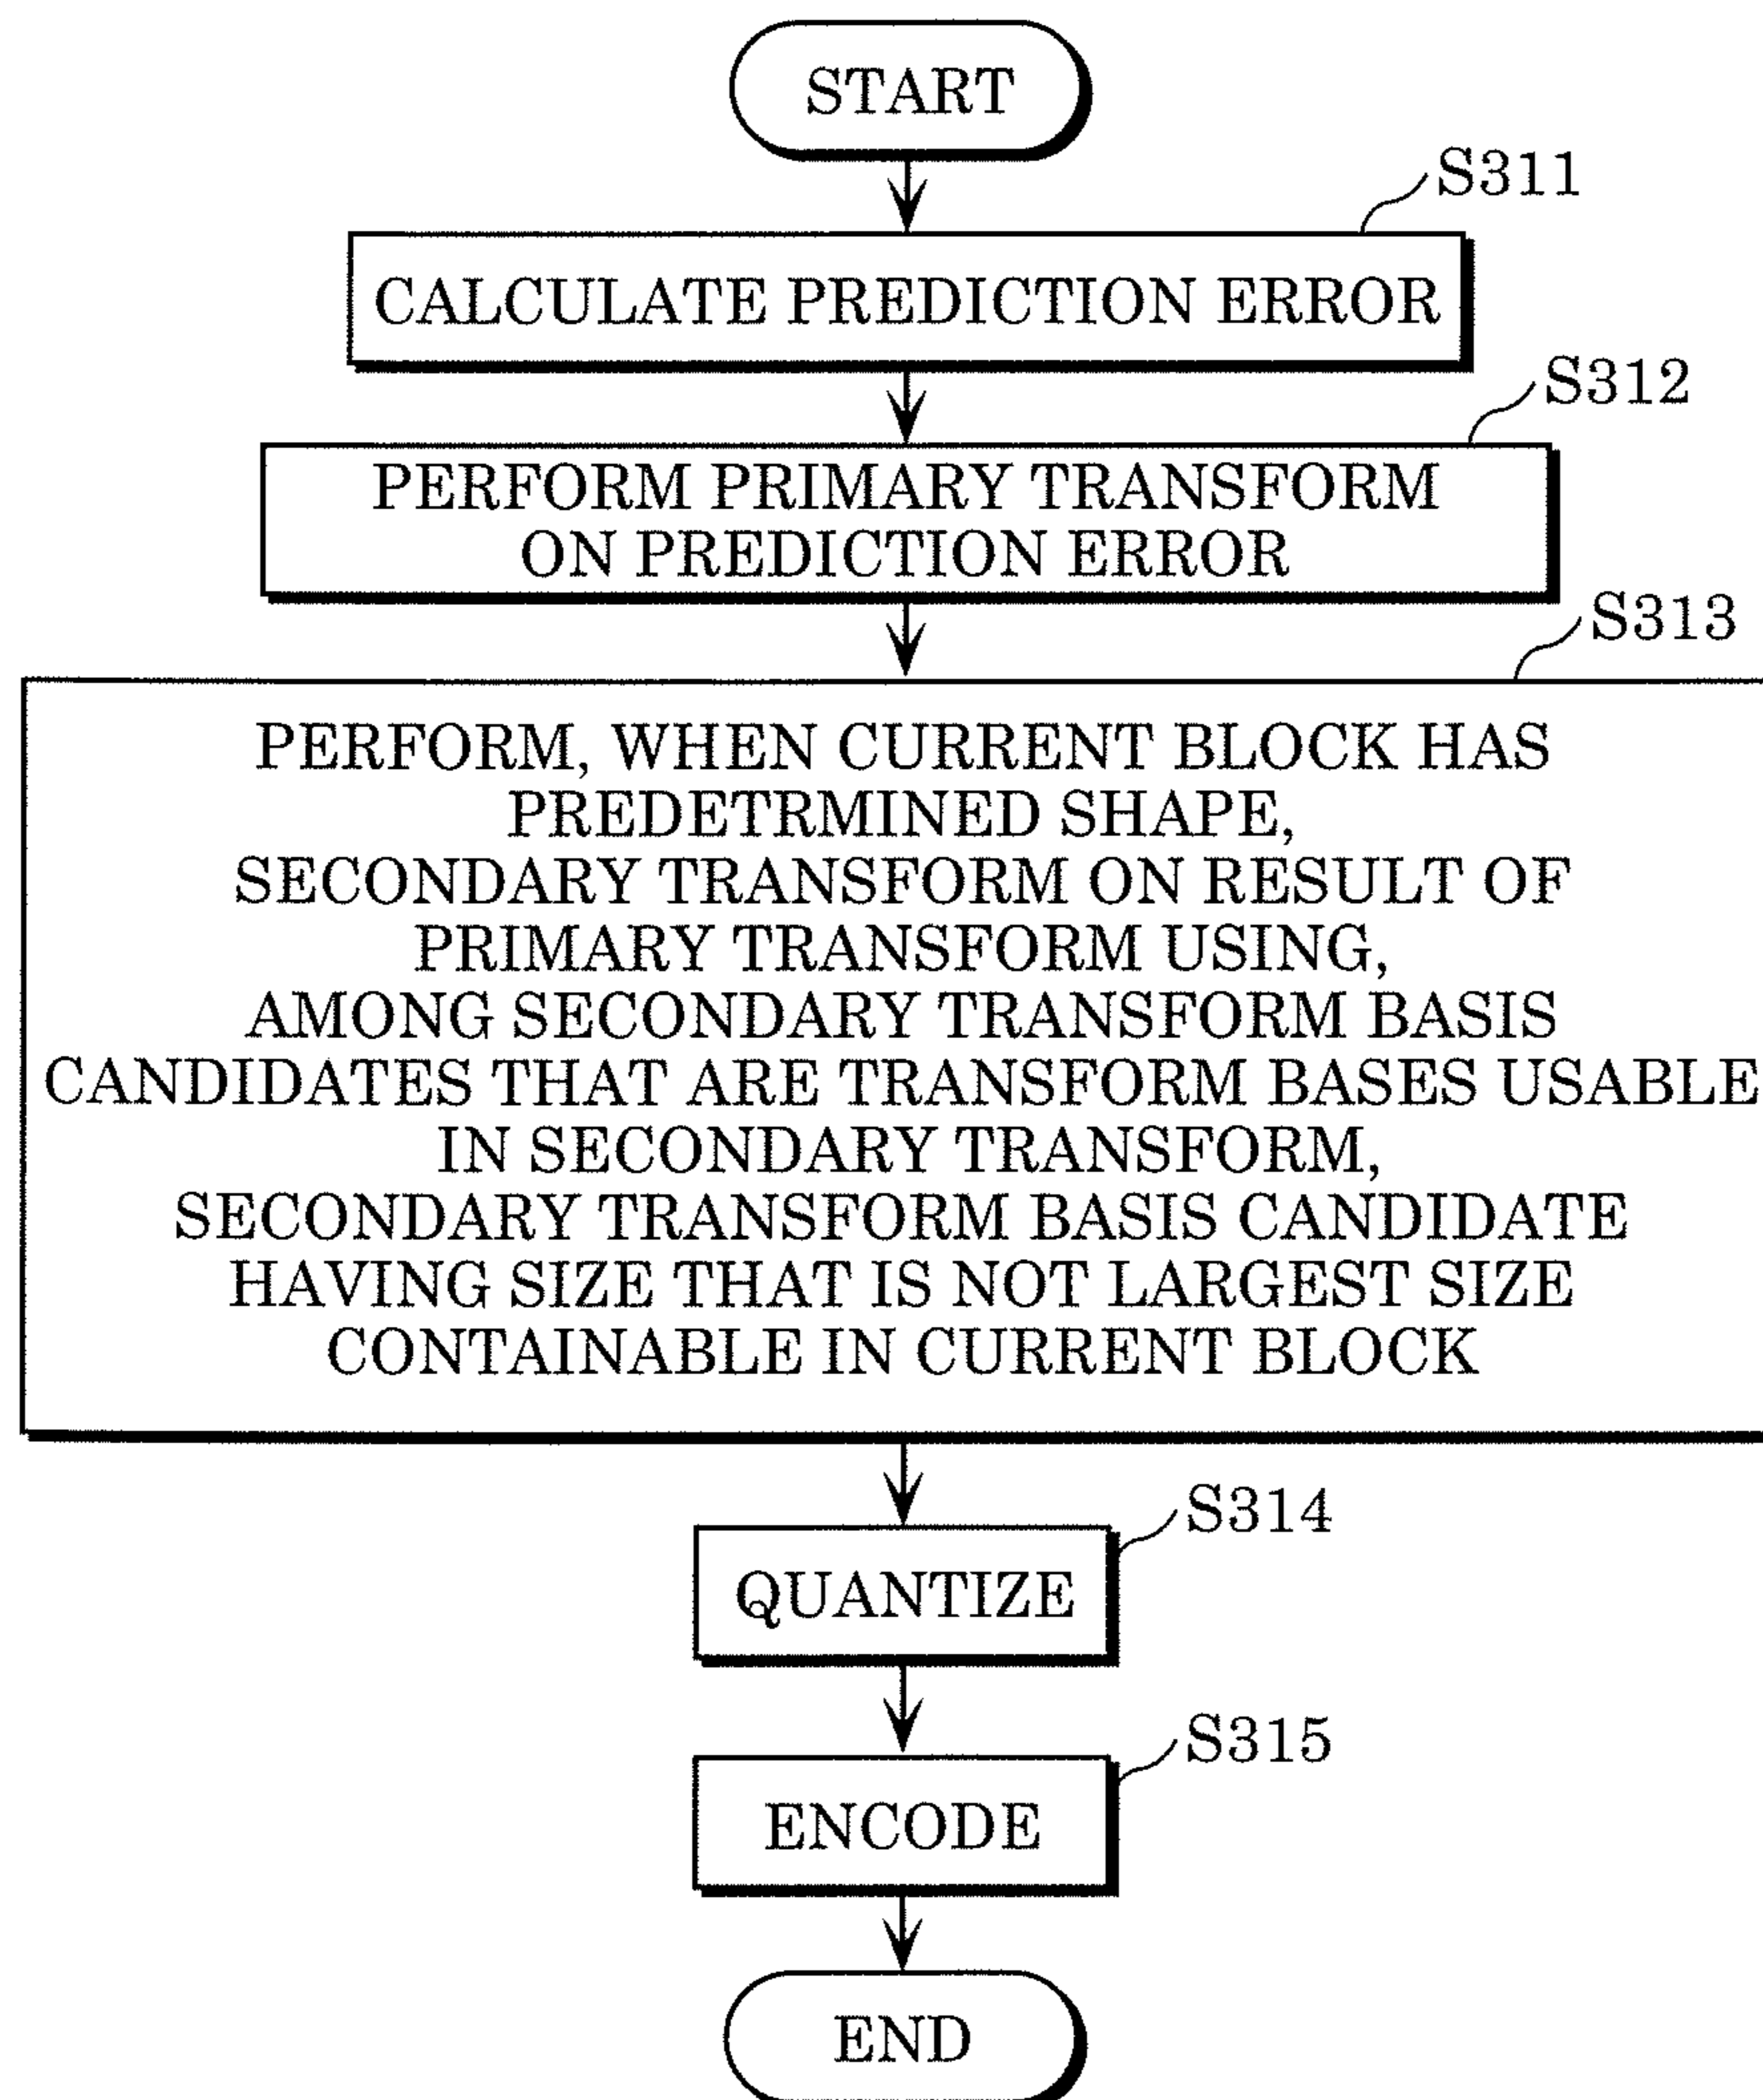 START
S311
CALCULATE PREDICTION ERROR
S312
PERFORM PRIMARY TRANSFORM
ON PREDICTION ERROR
S313
PERFORM, WHEN CURRENT BLOCK HAS
PREDETRMINED SHAPE,
SECONDARY TRANSFORM ON RESULT OF
PRIMARY TRANSFORM USING,
AMONG SECONDARY TRANSFORM BASIS
CANDIDATES THAT ARE TRANSFORM BASES USABLE
IN SECONDARY TRANSFORM,
SECONDARY TRANSFORM BASIS CANDIDATE
HAVING SIZE THAT IS NOT LARGEST SIZE
CONTAINABLE IN CURRENT BLOCK
S314
QUANTIZE
S315
ENCODE
END